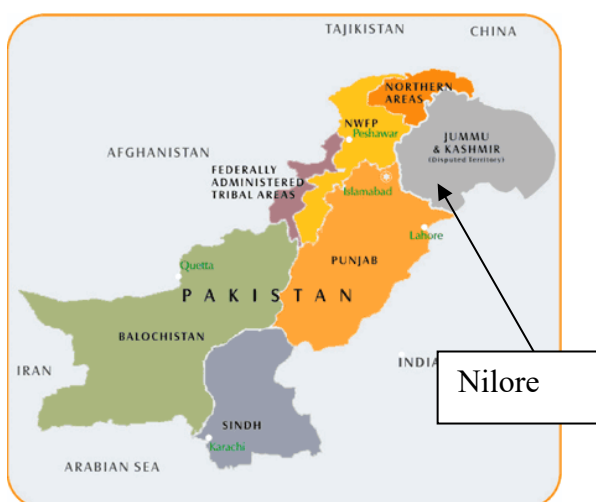 TAJIKISTAN
CHINA
NORTHERN
AREAS
NWFP
Peshawar
JUMMU
& KASHMIR
(Disputed Territory)
AFGHANISTAN
FEDERALLY
ADMINISTERED
TRIBAL AREAS
Islamabad
Lahore
PUNJAB
Quetta
PAKISTAN
BALOCHISTAN
INDIA
IRAN
Nilore
SINDH
Karachi
ARABIAN SEA